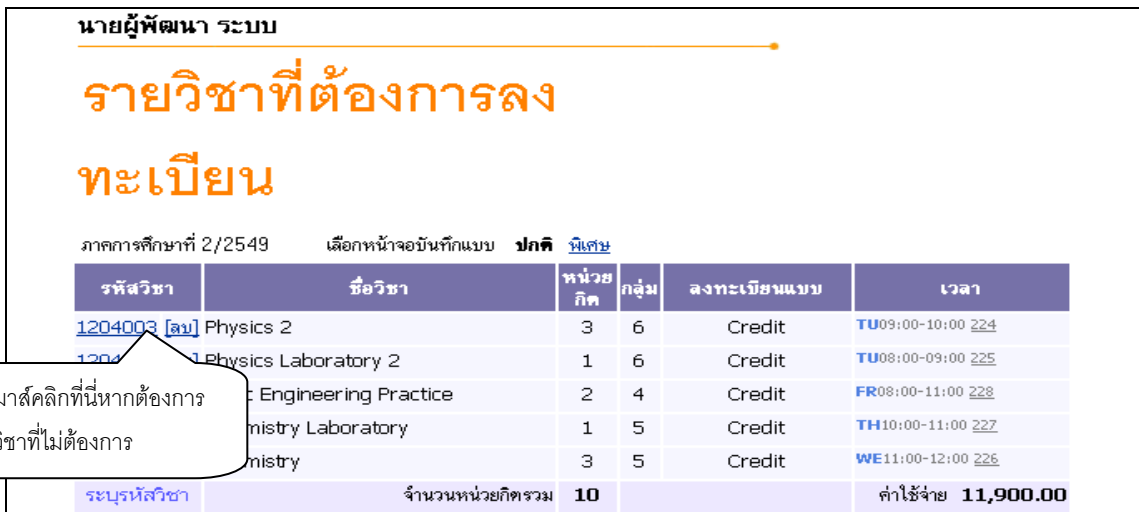 นายผู้พัฒนา ระบบ
รายวิชาที่ต้องการลง
ทะเบียน
ภาคการศึกษาที่ 2/2549 เลือกหน้าจอบันทึกแบบ ปกติ พิเศษ
รหัสวิชา ชื่อวิชา หน่วยกิต กลุ่ม ลงทะเบียนแบบ เวลา
1204003 [ลบ] Physics 2 3 6 Credit TU09:00-10:00 224
Physics Laboratory 2 1 6 Credit TU08:00-09:00 225
Engineering Practice 2 4 Credit FR08:00-11:00 228
Laboratory 1 5 Credit TH10:00-11:00 227
3 5 Credit WE11:00-12:00 226
มาส์คลิกที่นี่หากต้องการ
วิชาที่ไม่ต้องการ
ระบุรหัสวิชา จำนวนหน่วยกิตรวม 10 ค่าใช้จ่าย 11,900.00